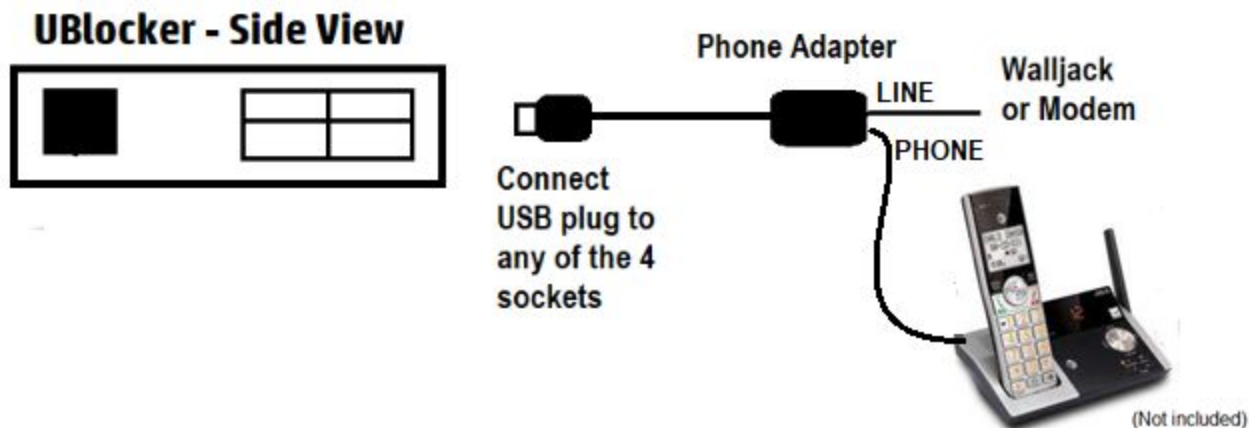 UBlocker - Side View
Phone Adapter
LINE
Walljack
or Modem
PHONE
Connect
USB plug to
any of the 4
sockets
(Not included)